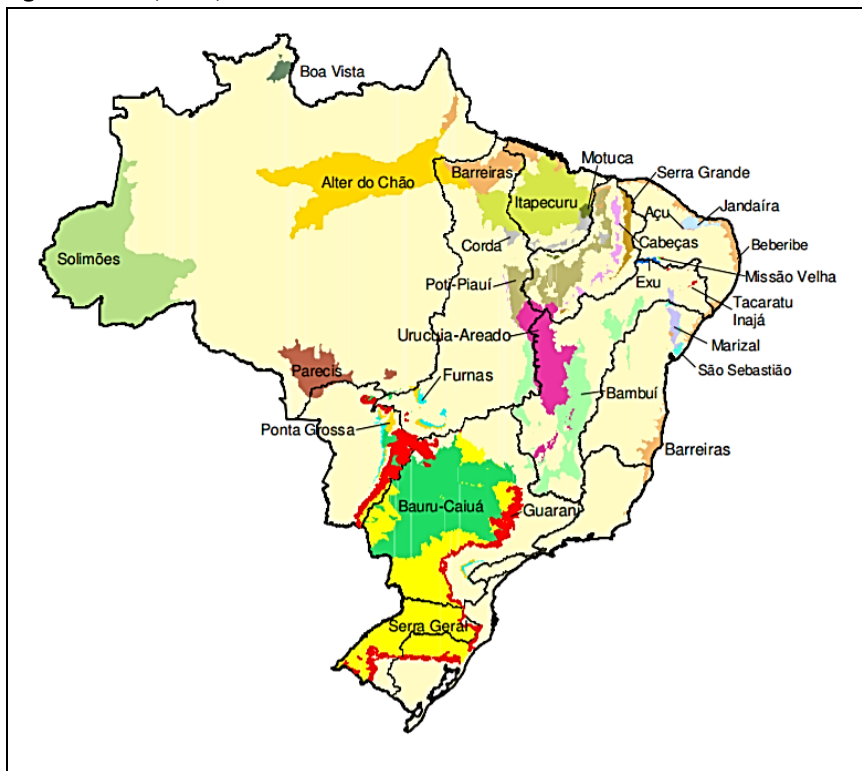 Boa Vista
Motuca
Serra Grande
Barreiras
Alter do Chão
Itapecuru
Jandaíra
Açu
Cabeças
Beberibe
Corda
Solimões
Missão Velha
Exu
Poti-Piauí
Tacaratu
Inajá
Urucuia-Areado
Marizal
São Sebastião
Parecis
Furnas
Bambuí
Ponta Grossa
Barreiras
Bauru-Caiuá
Guarani
Serra Geral